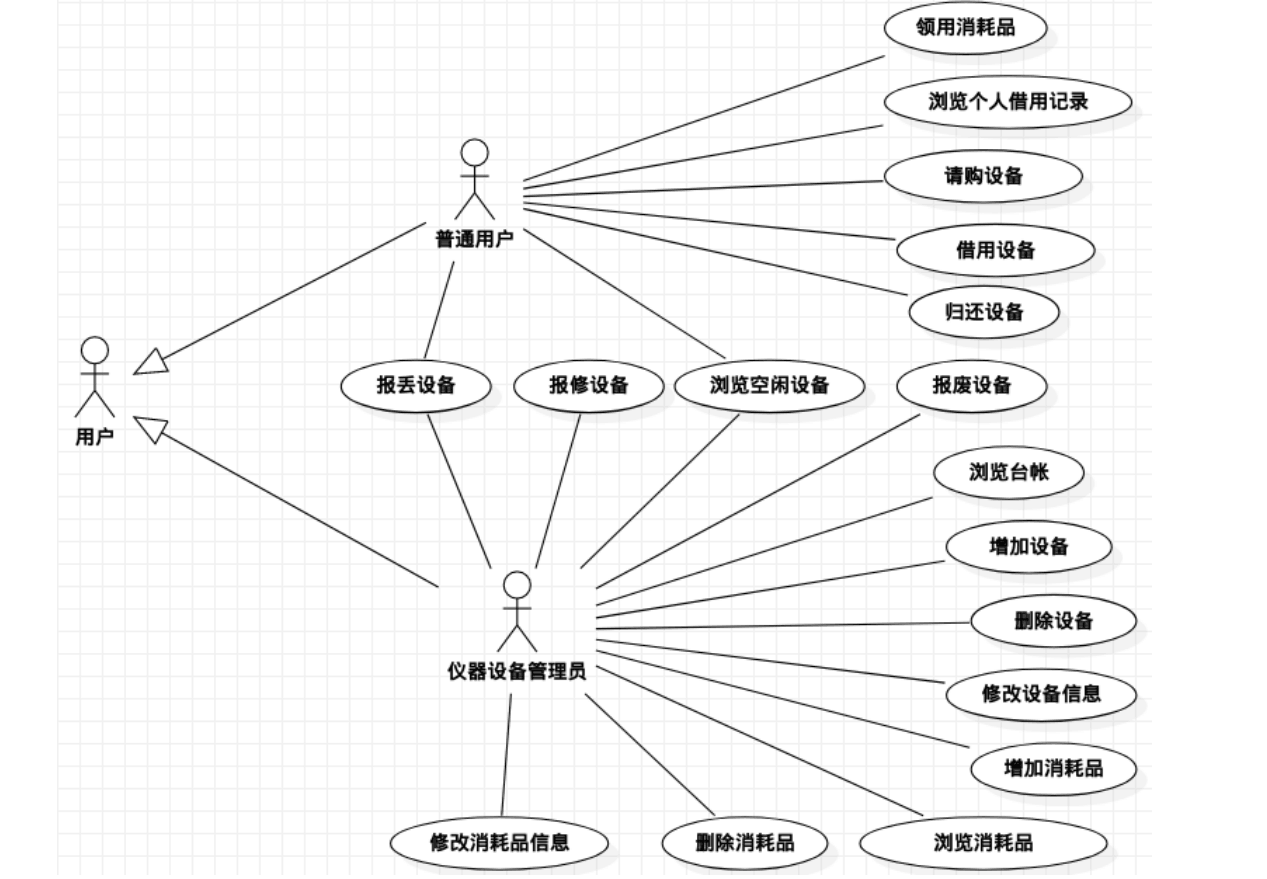 领用消耗品
浏览个人借用记录
请购设备
普通用户
借用设备
归还设备
用户
报丢设备
报修设备
浏览空闲设备
报废设备
浏览台帐
增加设备
删除设备
仪器设备管理员
修改设备信息
增加消耗品
修改消耗品信息
删除消耗品
浏览消耗品